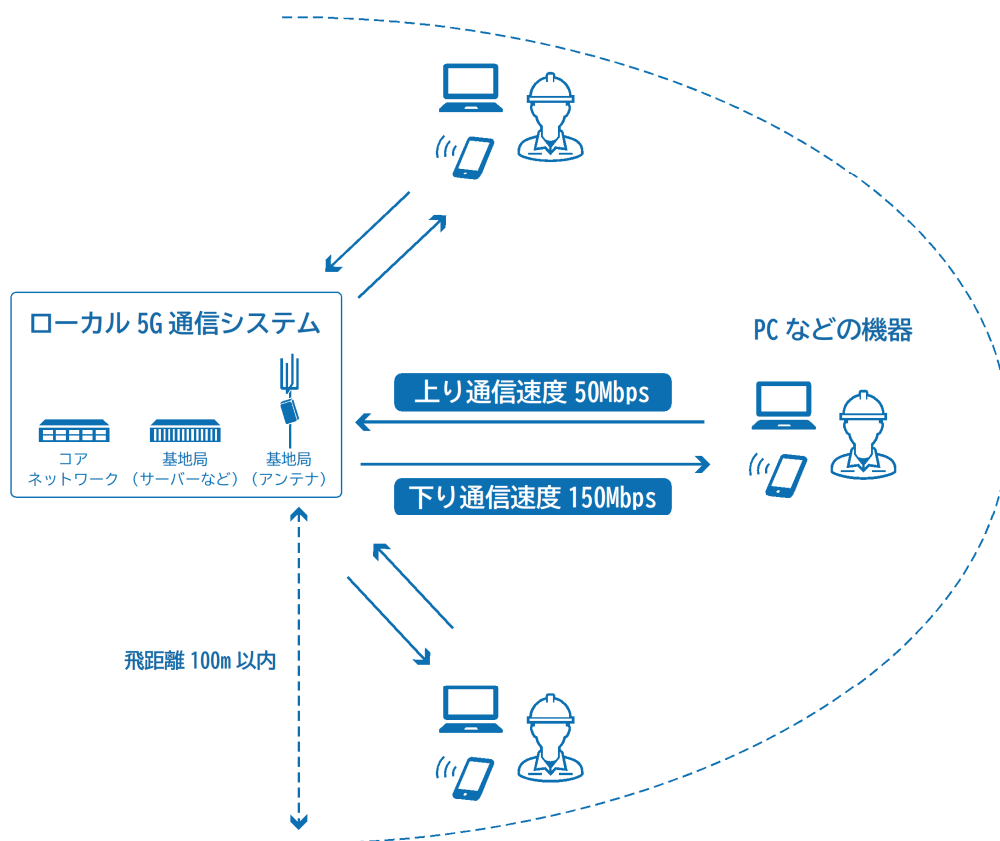 ローカル 5G 通信システム
コア
ネットワーク
基地局
（サーバーなど）
基地局
（アンテナ）
上り通信速度 50Mbps
下り通信速度 150Mbps
PC などの機器
飛距離 100m 以内